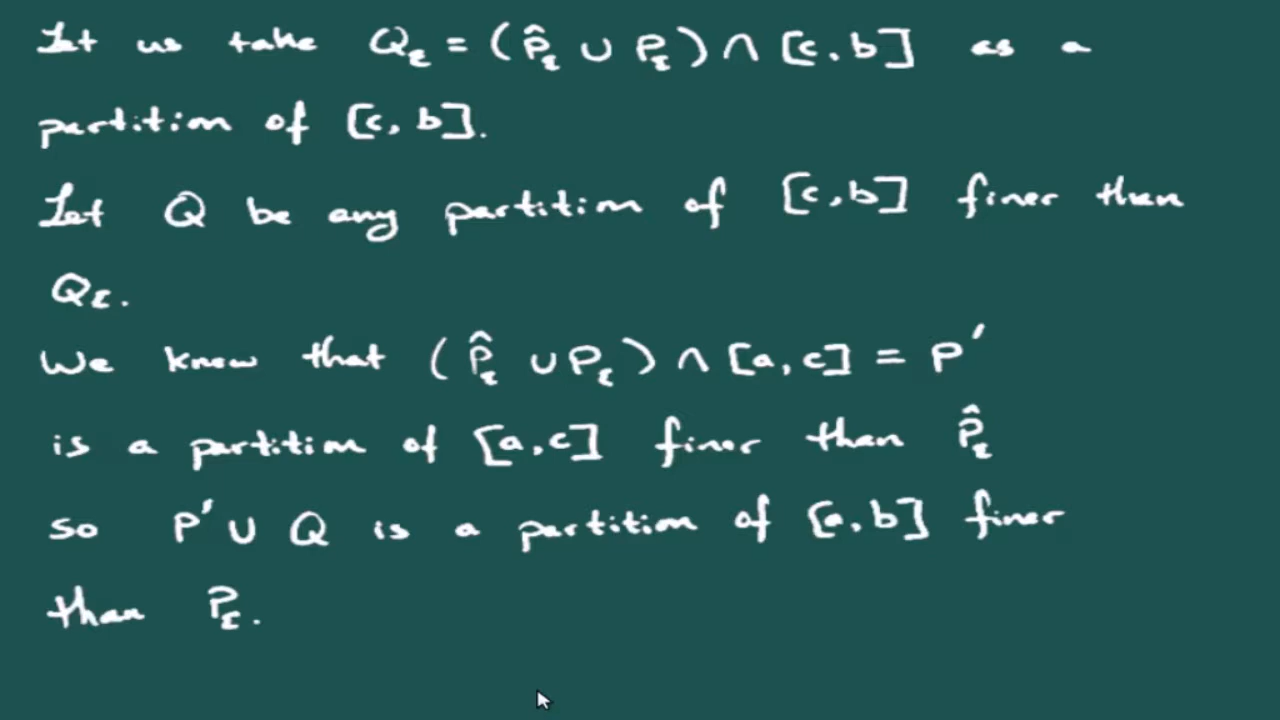 Let us take Q_ε = (P̂_ε ∪ P_ε) ∩ [c, b] as a
partition of [c, b].
Let Q be any partition of [c, b] finer than
Q_ε.
We know that (P̂_ε ∪ P_ε) ∩ [a, c] = P'
is a partition of [a, c] finer than P̂_ε
so P' ∪ Q is a partition of [a, b] finer
than P_ε.